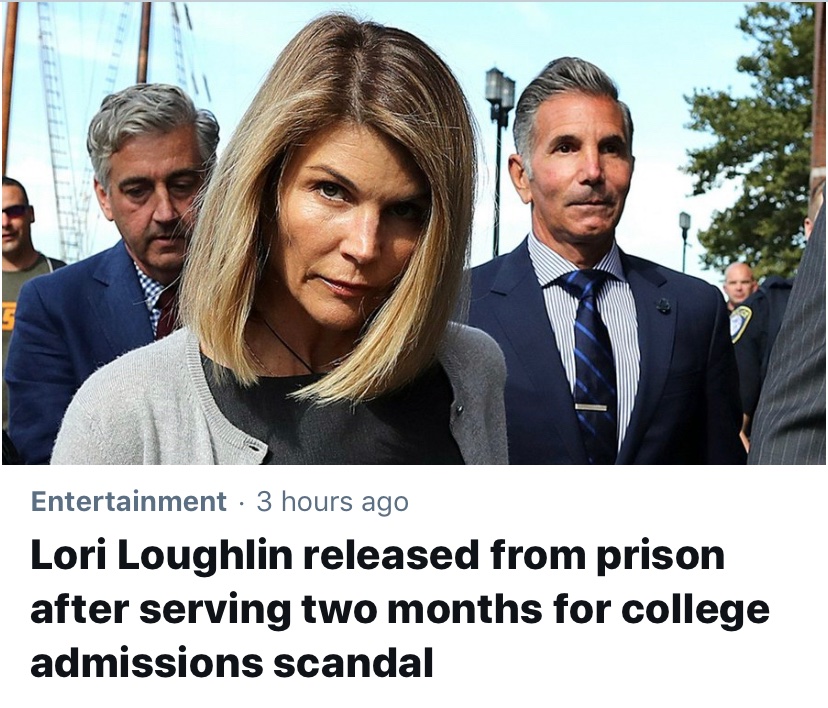 Entertainment · 3 hours ago
Lori Loughlin released from prison
after serving two months for college
admissions scandal